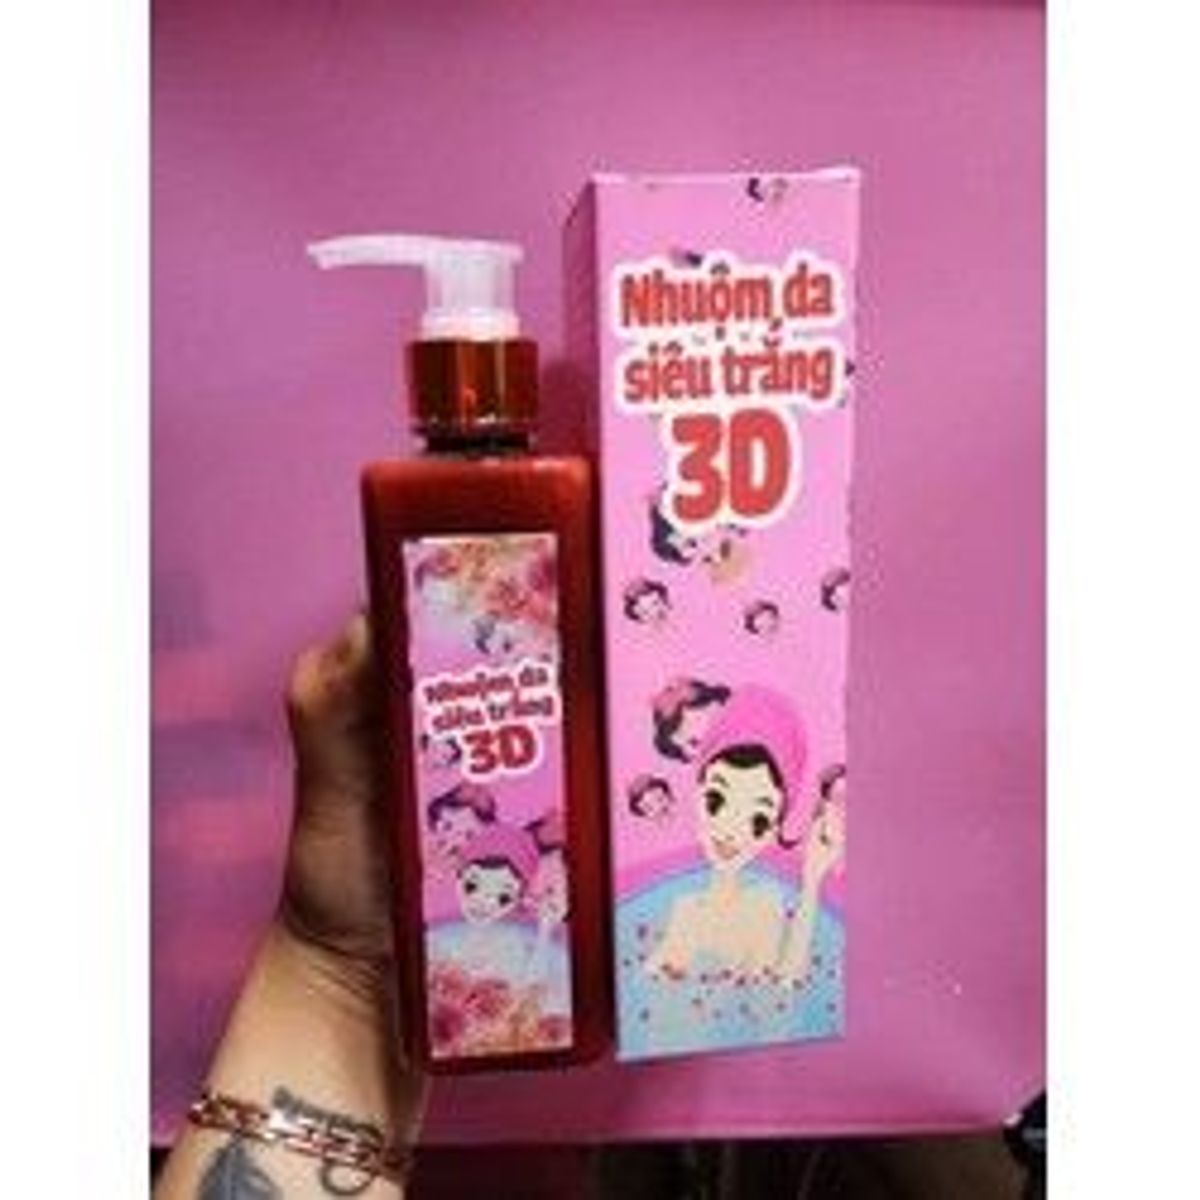 Nhuộm da
siêu trắng
3D
Nhuộm da
siêu trắng
3D